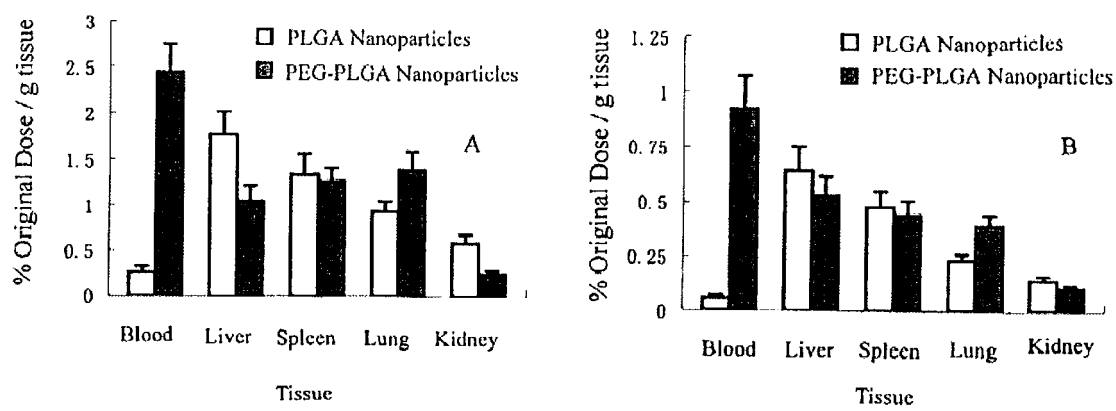 % Original Dose / g tissue
3
2.5
2
1.5
1
0.5
0
PLGA Nanoparticles
PEG-PLGA Nanoparticles
A
Blood Liver Spleen Lung Kidney
Tissue
% Original Dose / g tissue
1.25
1
0.75
0.5
0.25
0
PLGA Nanoparticles
PEG-PLGA Nanoparticles
B
Blood Liver Spleen Lung Kidney
Tissue